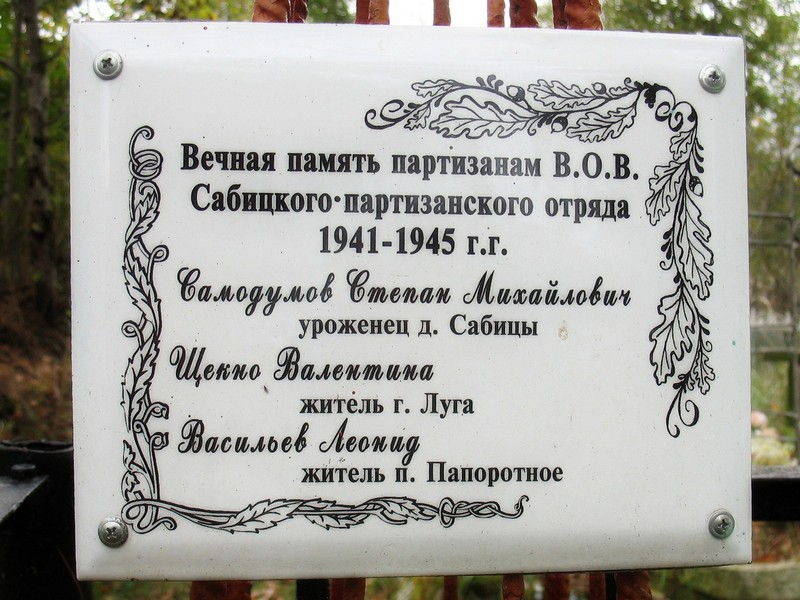 Вечная память партизанам В.О.В.
Сабицкого·партизанского отряда
1941-1945 г.г.
Самодумов Степан Михайлович
уроженец д. Сабицы
Щекно Валентина
житель г. Луга
Васильев Леонид
житель п. Папоротное